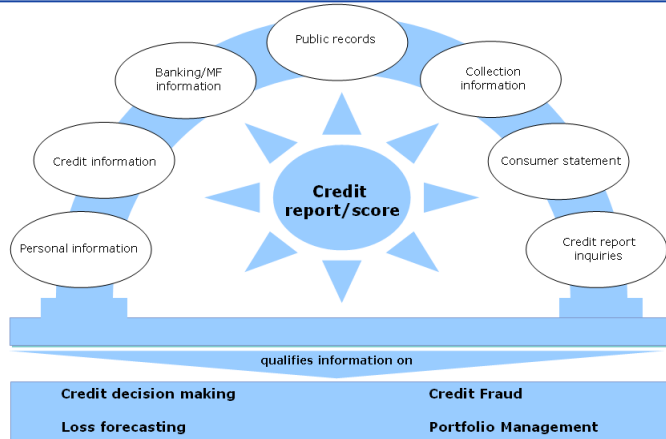 Public records
Banking/MF
information
Collection
information
Credit information
Consumer statement
Credit
report/score
Personal information
Credit report
inquiries
qualifies information on
Credit decision making
Credit Fraud
Loss forecasting
Portfolio Management